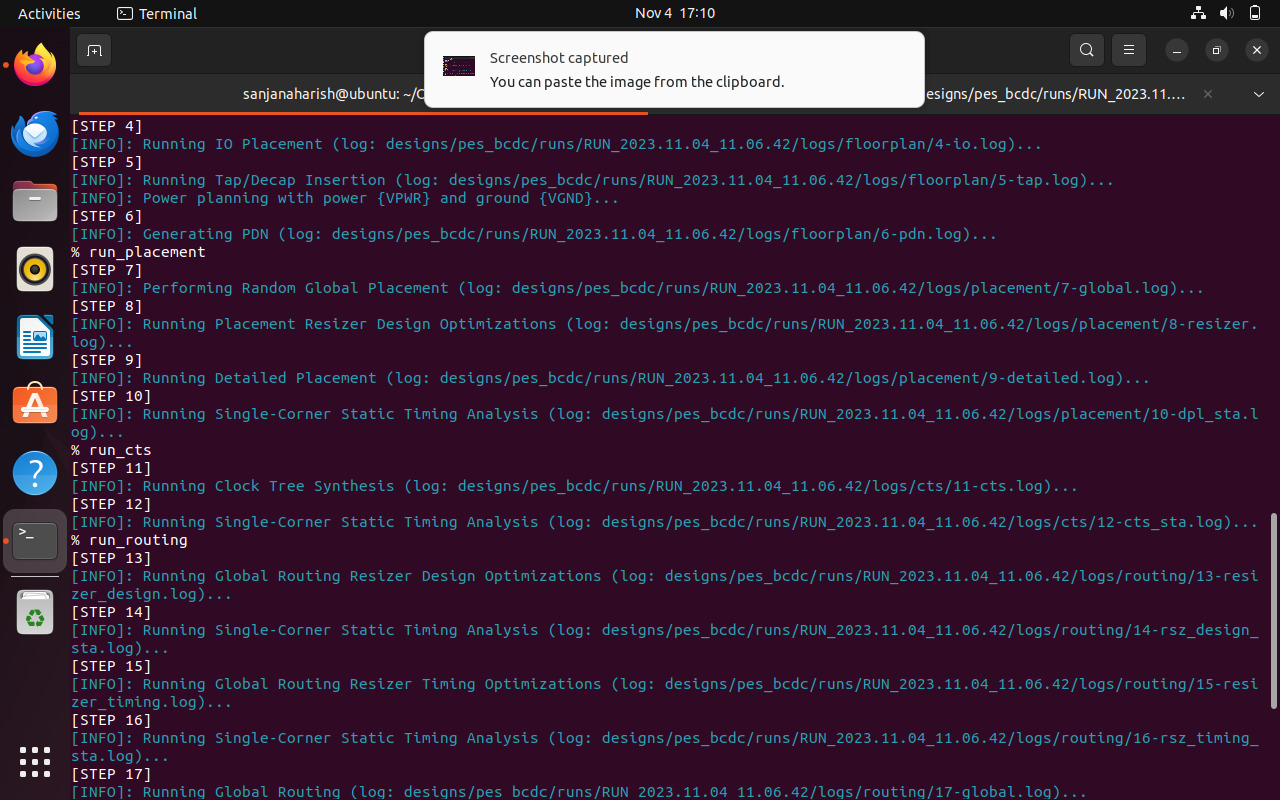 Activities
Terminal
Nov 4 17:10
Screenshot captured
You can paste the image from the clipboard.
sanjanaharish@ubuntu: ~/
esigns/pes_bcdc/runs/RUN_2023.11....
[STEP 4]
[INFO]: Running IO Placement (log: designs/pes_bcdc/runs/RUN_2023.11.04_11.06.42/logs/floorplan/4-io.log)...
[STEP 5]
[INFO]: Running Tap/Decap Insertion (log: designs/pes_bcdc/runs/RUN_2023.11.04_11.06.42/logs/floorplan/5-tap.log)...
[INFO]: Power planning with power {VPWR} and ground {VGND}...
[STEP 6]
[INFO]: Generating PDN (log: designs/pes_bcdc/runs/RUN_2023.11.04_11.06.42/logs/floorplan/6-pdn.log)...
% run_placement
[STEP 7]
[INFO]: Performing Random Global Placement (log: designs/pes_bcdc/runs/RUN_2023.11.04_11.06.42/logs/placement/7-global.log)...
[STEP 8]
[INFO]: Running Placement Resizer Design Optimizations (log: designs/pes_bcdc/runs/RUN_2023.11.04_11.06.42/logs/placement/8-resizer.
log)...
[STEP 9]
[INFO]: Running Detailed Placement (log: designs/pes_bcdc/runs/RUN_2023.11.04_11.06.42/logs/placement/9-detailed.log)...
[STEP 10]
[INFO]: Running Single-Corner Static Timing Analysis (log: designs/pes_bcdc/runs/RUN_2023.11.04_11.06.42/logs/placement/10-dpl_sta.l
og)...
% run_cts
[STEP 11]
[INFO]: Running Clock Tree Synthesis (log: designs/pes_bcdc/runs/RUN_2023.11.04_11.06.42/logs/cts/11-cts.log)...
[STEP 12]
[INFO]: Running Single-Corner Static Timing Analysis (log: designs/pes_bcdc/runs/RUN_2023.11.04_11.06.42/logs/cts/12-cts_sta.log)...
% run_routing
[STEP 13]
[INFO]: Running Global Routing Resizer Design Optimizations (log: designs/pes_bcdc/runs/RUN_2023.11.04_11.06.42/logs/routing/13-resi
zer_design.log)...
[STEP 14]
[INFO]: Running Single-Corner Static Timing Analysis (log: designs/pes_bcdc/runs/RUN_2023.11.04_11.06.42/logs/routing/14-rsz_design_
sta.log)...
[STEP 15]
[INFO]: Running Global Routing Resizer Timing Optimizations (log: designs/pes_bcdc/runs/RUN_2023.11.04_11.06.42/logs/routing/15-resi
zer_timing.log)...
[STEP 16]
[INFO]: Running Single-Corner Static Timing Analysis (log: designs/pes_bcdc/runs/RUN_2023.11.04_11.06.42/logs/routing/16-rsz_timing_
sta.log)...
[STEP 17]
[INFO]: Running Global Routing (log: designs/pes_bcdc/runs/RUN_2023.11.04_11.06.42/logs/routing/17-global.log)...